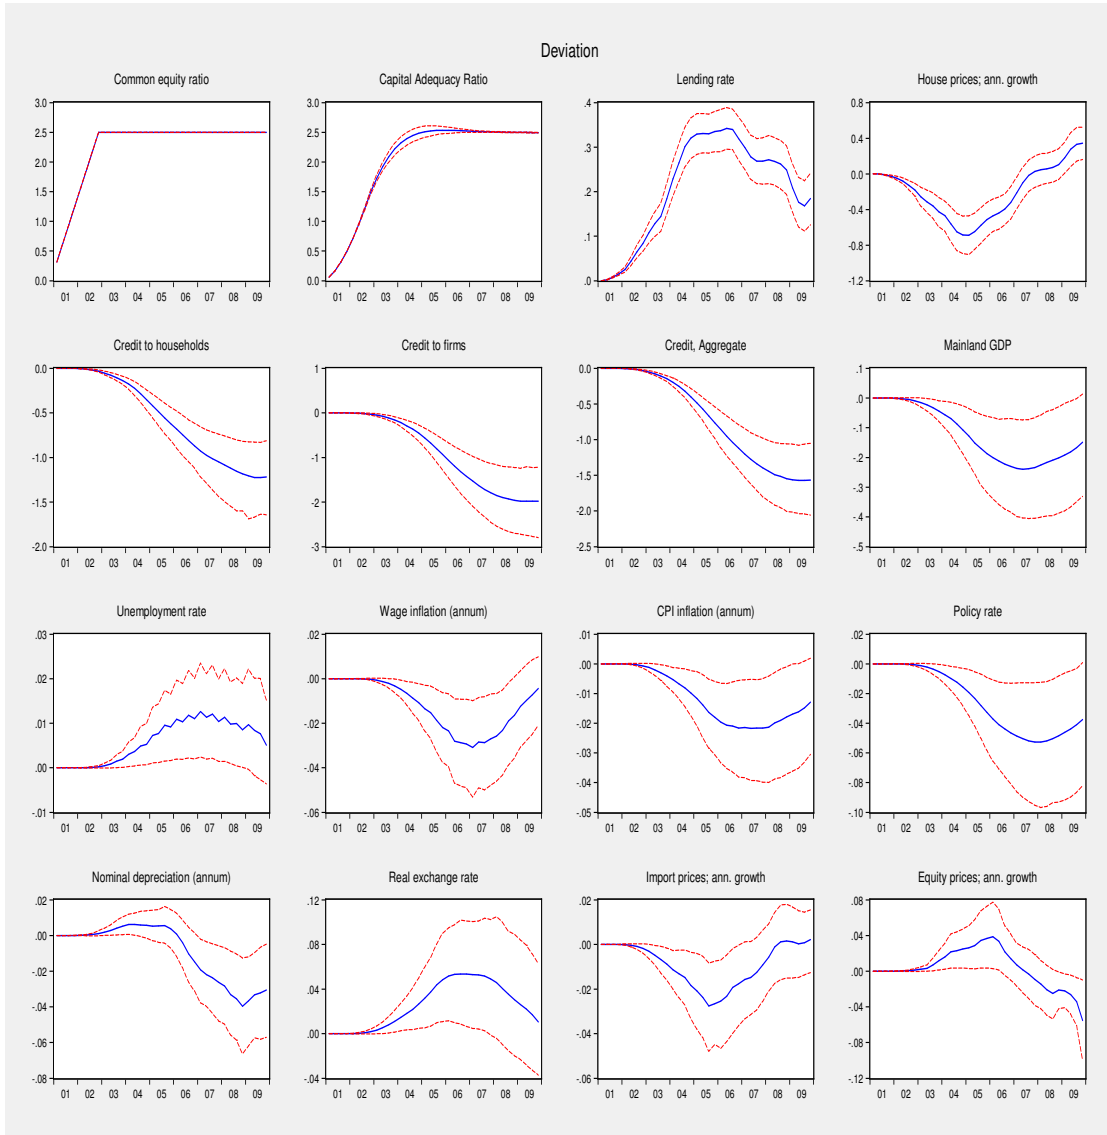 Deviation
Common equity ratio
Capital Adequacy Ratio
Lending rate
House prices; ann. growth
3.0
2.5
2.0
1.5
1.0
0.5
0.0
01 02 03 04 05 06 07 08 09
3.0
2.5
2.0
1.5
1.0
0.5
0.0
01 02 03 04 05 06 07 08 09
.4
.3
.2
.1
.0
01 02 03 04 05 06 07 08 09
0.8
0.4
0.0
-0.4
-0.8
-1.2
01 02 03 04 05 06 07 08 09
Credit to households
Credit to firms
Credit, Aggregate
Mainland GDP
0.0
-0.5
-1.0
-1.5
-2.0
01 02 03 04 05 06 07 08 09
1
0
-1
-2
-3
01 02 03 04 05 06 07 08 09
0.0
-0.5
-1.0
-1.5
-2.0
-2.5
01 02 03 04 05 06 07 08 09
.1
.0
-.1
-.2
-.3
-.4
-.5
01 02 03 04 05 06 07 08 09
Unemployment rate
Wage inflation (annum)
CPI inflation (annum)
Policy rate
.03
.02
.01
.00
-.01
01 02 03 04 05 06 07 08 09
.02
.00
-.02
-.04
-.06
01 02 03 04 05 06 07 08 09
.01
.00
-.01
-.02
-.03
-.04
-.05
01 02 03 04 05 06 07 08 09
.02
.00
-.02
-.04
-.06
-.08
-.10
01 02 03 04 05 06 07 08 09
Nominal depreciation (annum)
Real exchange rate
Import prices; ann. growth
Equity prices; ann. growth
.02
.00
-.02
-.04
-.06
-.08
01 02 03 04 05 06 07 08 09
.12
.08
.04
.00
-.04
01 02 03 04 05 06 07 08 09
.02
.00
-.02
-.04
-.06
01 02 03 04 05 06 07 08 09
.08
.04
.00
-.04
-.08
-.12
01 02 03 04 05 06 07 08 09